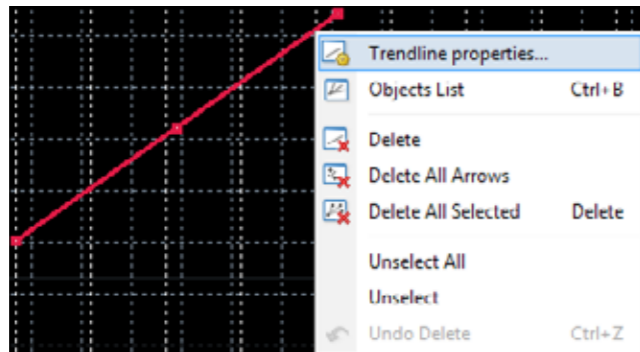 Trendline properties...
Objects List Ctrl+B
Delete
Delete All Arrows
Delete All Selected Delete
Unselect All
Unselect
Undo Delete Ctrl+Z